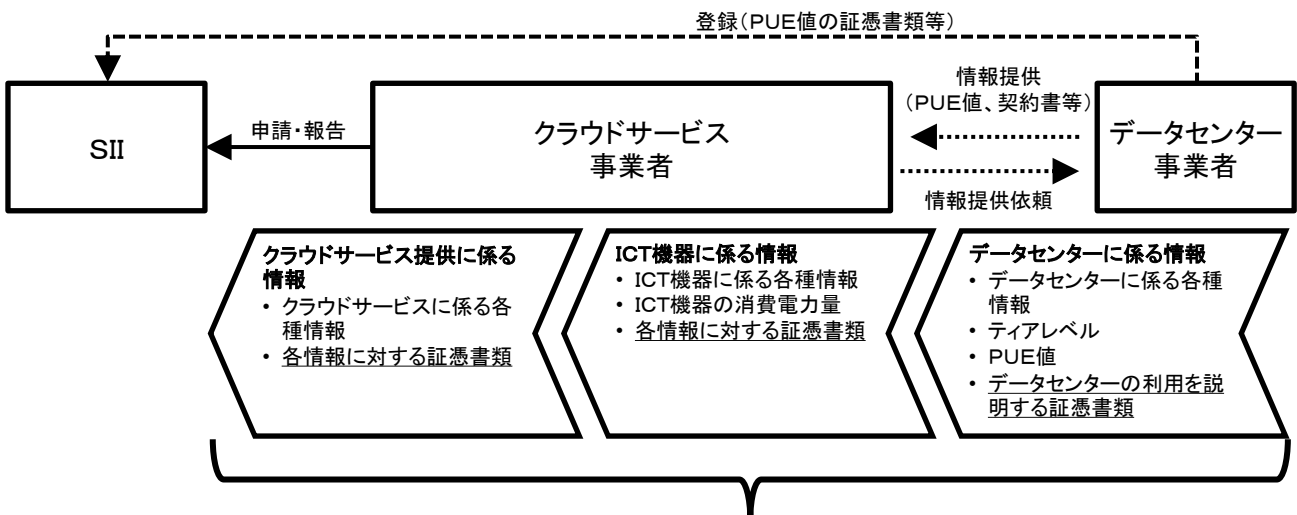 登録（PUE値の証憑書類等）
SII
申請・報告
クラウドサービス
事業者
情報提供
（PUE値、契約書等）
情報提供依頼
データセンター
事業者
クラウドサービス提供に係る
情報
• クラウドサービスに係る各
種情報
• 各情報に対する証憑書類
ICT機器に係る情報
• ICT機器に係る各種情報
• ICT機器の消費電力量
• 各情報に対する証憑書類
データセンターに係る情報
• データセンターに係る各種
情報
• ティアレベル
• PUE値
• データセンターの利用を説
明する証憑書類